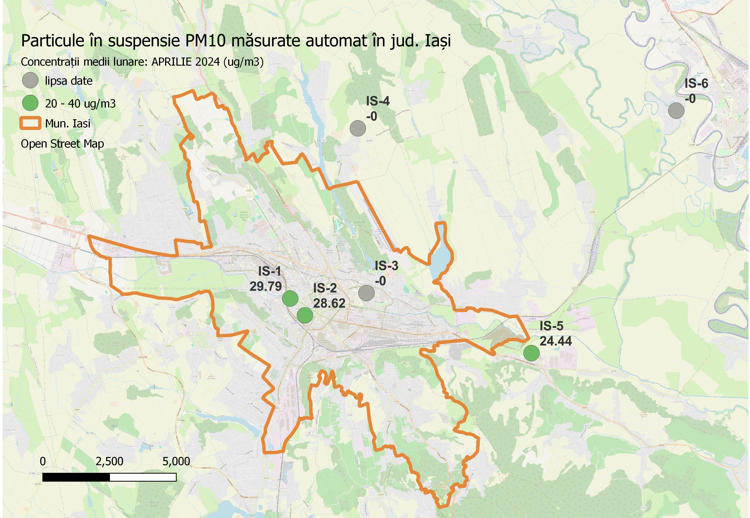 Particule în suspensie PM10 măsurate automat în jud. Iași
Concentrații medii lunare: APRILIE 2024 (ug/m3)
lipsa date
20 - 40 ug/m3
Mun. Iasi
Open Street Map
IS-4
-0
IS-6
-0
IS-1
29.79
IS-2
28.62
IS-3
-0
IS-5
24.44
0
2,500
5,000